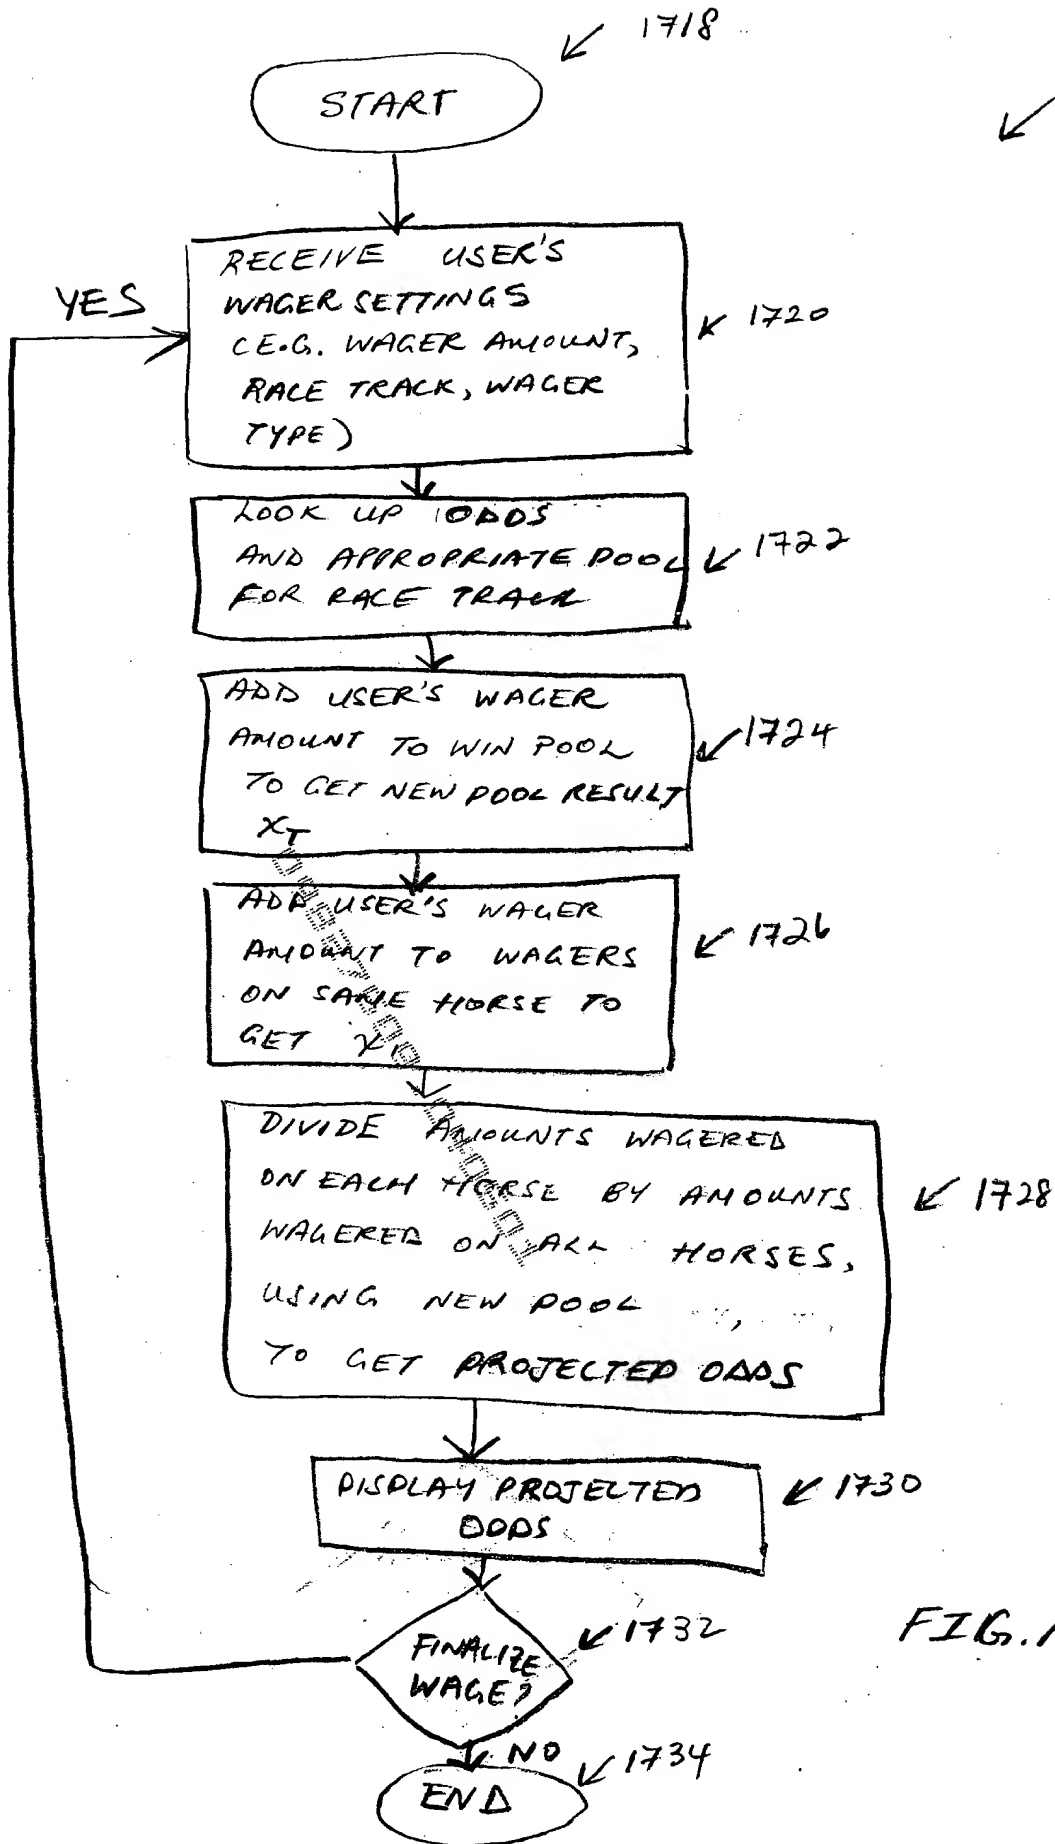 1718
START
RECEIVE USER'S
WAGER SETTINGS
(E.G. WAGER AMOUNT,
RACE TRACK, WAGER
TYPE)
1720
YES
LOOK UP ODDS
AND APPROPRIATE POOL
FOR RACE TRACK
1722
ADD USER'S WAGER
AMOUNT TO WIN POOL
TO GET NEW POOL RESULT
X_T
1724
ADD USER'S WAGER
AMOUNT TO WAGERS
ON SAME HORSE TO
GET X
1726
DIVIDE AMOUNTS WAGERED
ON EACH HORSE BY AMOUNTS
WAGERED ON ALL HORSES,
USING NEW POOL
TO GET PROJECTED ODDS
1728
DISPLAY PROJECTED
ODDS
1730
FINALIZE
WAGE?
1732
FIG. 1
NO
END
1734